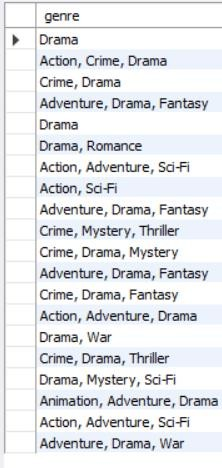 genre
Drama
Action, Crime, Drama
Crime, Drama
Adventure, Drama, Fantasy
Drama
Drama, Romance
Action, Adventure, Sci-Fi
Action, Sci-Fi
Adventure, Drama, Fantasy
Crime, Mystery, Thriller
Crime, Drama, Mystery
Adventure, Drama, Fantasy
Crime, Drama, Fantasy
Action, Adventure, Drama
Drama, War
Crime, Drama, Thriller
Drama, Mystery, Sci-Fi
Animation, Adventure, Drama
Action, Adventure, Sci-Fi
Adventure, Drama, War